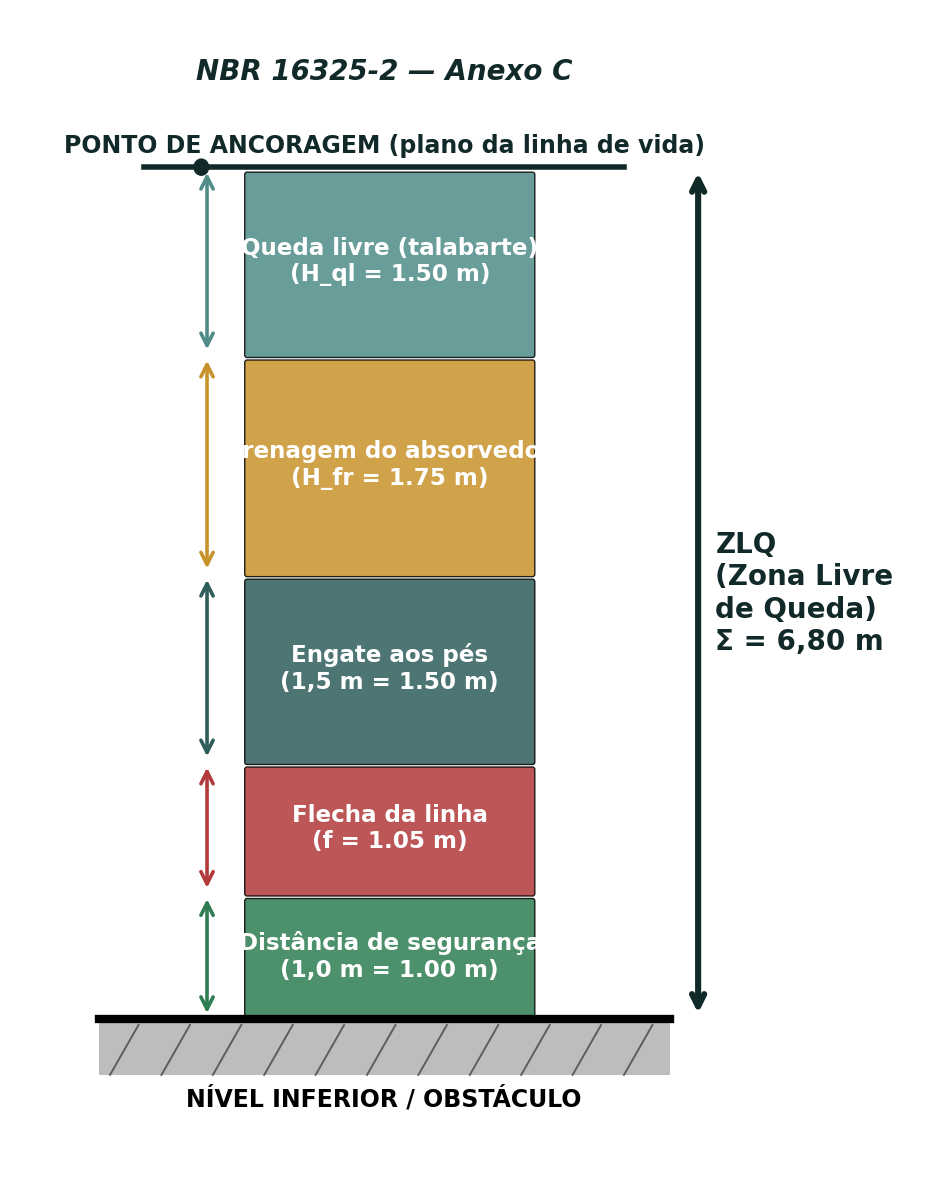 NBR 16325-2 — Anexo C
PONTO DE ANCORAGEM (plano da linha de vida)
Queda livre (talabarte)
(H_ql = 1.50 m)
renagem do absorvedo
(H_fr = 1.75 m)
Engate aos pés
(1,5 m = 1.50 m)
Flecha da linha
(f = 1.05 m)
Distância de segurança
(1,0 m = 1.00 m)
ZLQ
(Zona Livre
de Queda)
Σ = 6,80 m
NÍVEL INFERIOR / OBSTÁCULO